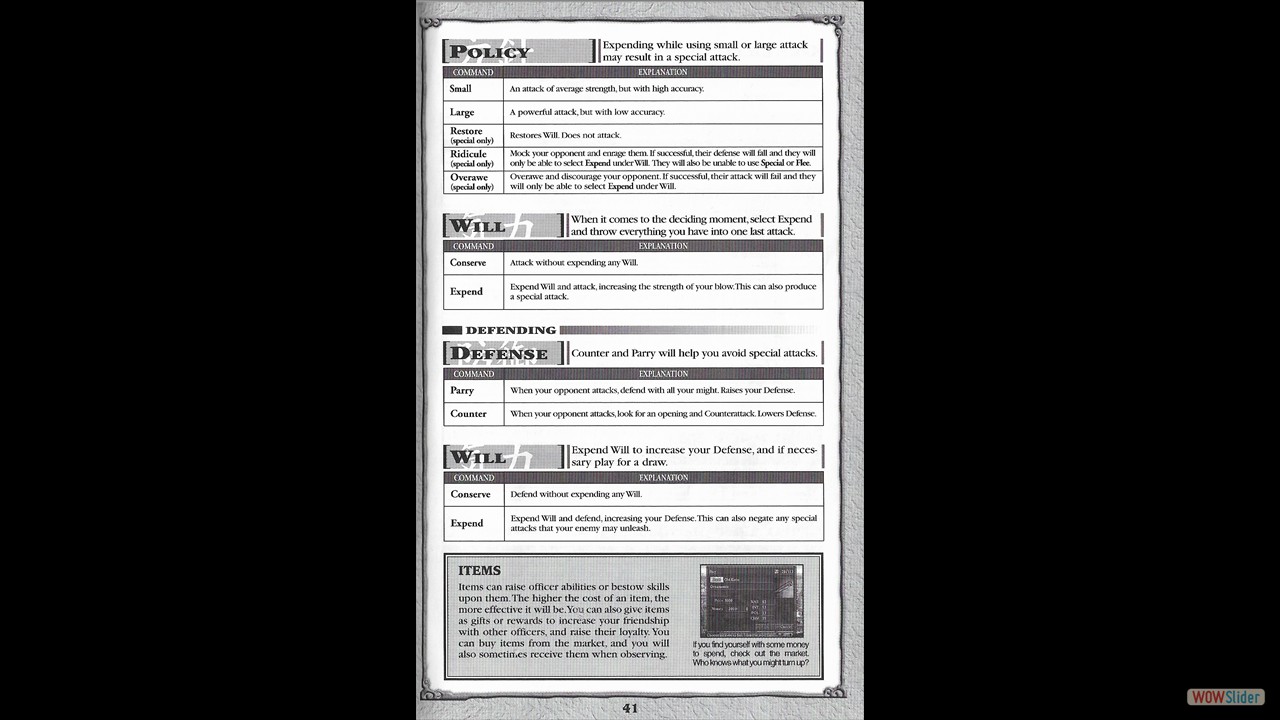 POLICY
Expending while using small or large attack
may result in a special attack.
COMMAND EXPLANATION
Small An attack of average strength, but with high accuracy.
Large A powerful attack, but with low accuracy.
Restore
(special only) Restores Will. Does not attack.
Ridicule
(special only) Mock your opponent and enrage them. If successful, their defense will fall and they will
only be able to select Expend under Will. They will also be unable to use Special or Flee.
Overawe
(special only) Overawe and discourage your opponent. If successful, their attack will fail and they
will only be able to select Expend under Will.
WILL
When it comes to the deciding moment, select Expend
and throw everything you have into one last attack.
COMMAND EXPLANATION
Conserve Attack without expending any Will.
Expend Expend Will and attack, increasing the strength of your blow. This can also produce
a special attack.
DEFENDING
DEFENSE
Counter and Parry will help you avoid special attacks.
COMMAND EXPLANATION
Parry When your opponent attacks, defend with all your might. Raises your Defense.
Counter When your opponent attacks, look for an opening and Counterattack. Lowers Defense.
WILL
Expend Will to increase your Defense, and if neces-
sary play for a draw.
COMMAND EXPLANATION
Conserve Defend without expending any Will.
Expend Expend Will and defend, increasing your Defense. This can also negate any special
attacks that your enemy may unleash.
ITEMS
Items can raise officer abilities or bestow skills
upon them. The higher the cost of an item, the
more effective it will be. You can also give items
as gifts or rewards to increase your friendship
with other officers, and raise their loyalty. You
can buy items from the market, and you will
also sometimes receive them when observing.
If you find yourself with some money
to spend, check out the market.
Who knows what you might turn up?
41
WOWSlider